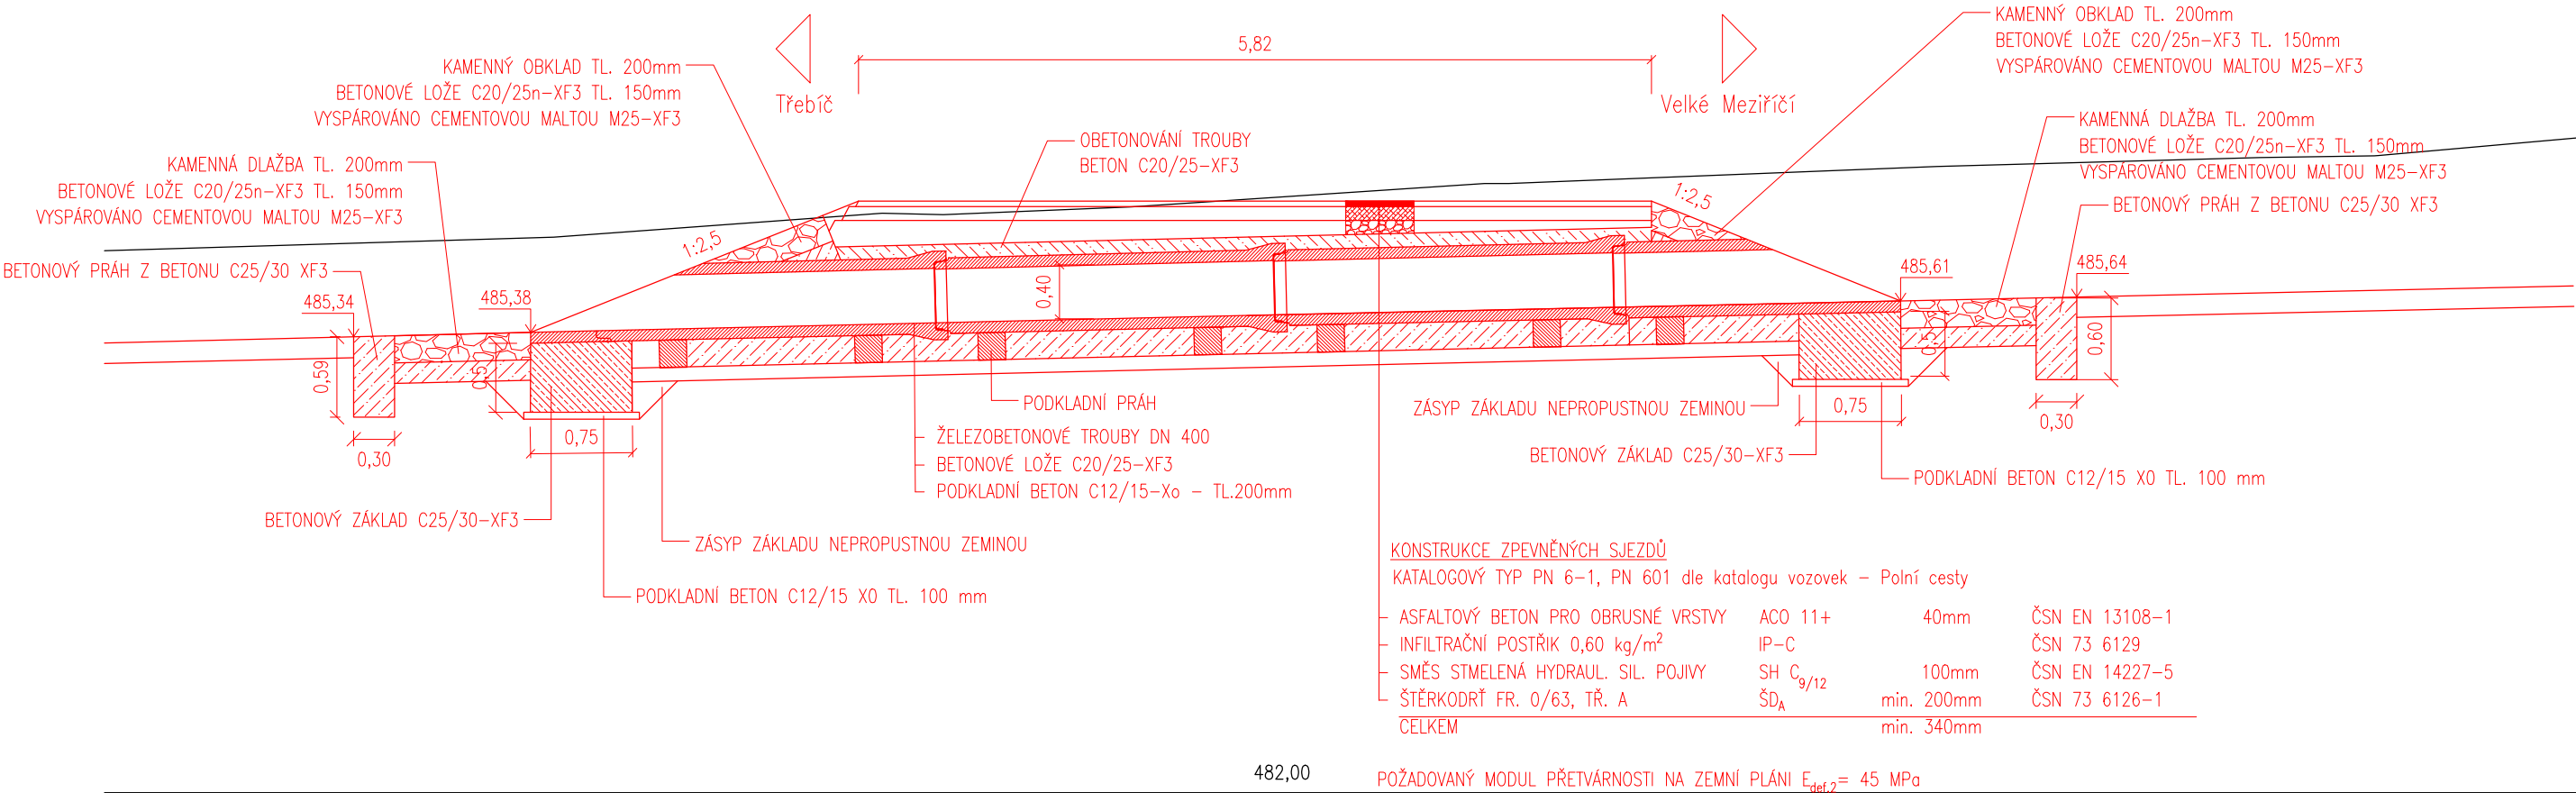 KAMENNÝ OBKLAD TL. 200mm
BETONOVÉ LOŽE C20/25n-XF3 TL. 150mm
VYSPÁROVÁNO CEMENTOVOU MALTOU M25-XF3
KAMENNÁ DLAŽBA TL. 200mm
BETONOVÉ LOŽE C20/25n-XF3 TL. 150mm
VYSPÁROVÁNO CEMENTOVOU MALTOU M25-XF3
BETONOVÝ PRÁH Z BETONU C25/30 XF3
Třebíč
5,82
Velké Meziříčí
OBETONOVÁNÍ TROUBY
BETON C20/25-XF3
KAMENNÝ OBKLAD TL. 200mm
BETONOVÉ LOŽE C20/25n-XF3 TL. 150mm
VYSPÁROVÁNO CEMENTOVOU MALTOU M25-XF3
KAMENNÁ DLAŽBA TL. 200mm
BETONOVÉ LOŽE C20/25n-XF3 TL. 150mm
VYSPÁROVÁNO CEMENTOVOU MALTOU M25-XF3
BETONOVÝ PRÁH Z BETONU C25/30 XF3
1:2,5
1:2,5
485,34
485,38
485,61
485,64
0,40
0,59
0,60
0,30
0,75
0,75
0,30
PODKLADNÍ PRÁH
ŽELEZOBETONOVÉ TROUBY DN 400
BETONOVÉ LOŽE C20/25-XF3
PODKLADNÍ BETON C12/15-Xo - TL.200mm
BETONOVÝ ZÁKLAD C25/30-XF3
ZÁSYP ZÁKLADU NEPROPUSTNOU ZEMINOU
PODKLADNÍ BETON C12/15 X0 TL. 100 mm
ZÁSYP ZÁKLADU NEPROPUSTNOU ZEMINOU
BETONOVÝ ZÁKLAD C25/30-XF3
PODKLADNÍ BETON C12/15 X0 TL. 100 mm
KONSTRUKCE ZPEVNĚNÝCH SJEZDŮ
KATALOGOVÝ TYP PN 6-1, PN 601 dle katalogu vozovek - Polní cesty
ASFALTOVÝ BETON PRO OBRUSNÉ VRSTVY ACO 11+ 40mm ČSN EN 13108-1
INFILTRAČNÍ POSTŘIK 0,60 kg/m² IP-C ČSN 73 6129
SMĚS STMELENÁ HYDRAUL. SIL. POJIVY SH C9/12 100mm ČSN EN 14227-5
ŠTĚRKODRŤ FR. 0/63, TŘ. A ŠDA min. 200mm ČSN 73 6126-1
CELKEM min. 340mm
482,00
POŽADOVANÝ MODUL PŘETVÁRNOSTI NA ZEMNÍ PLÁNI Edef,2= 45 MPa